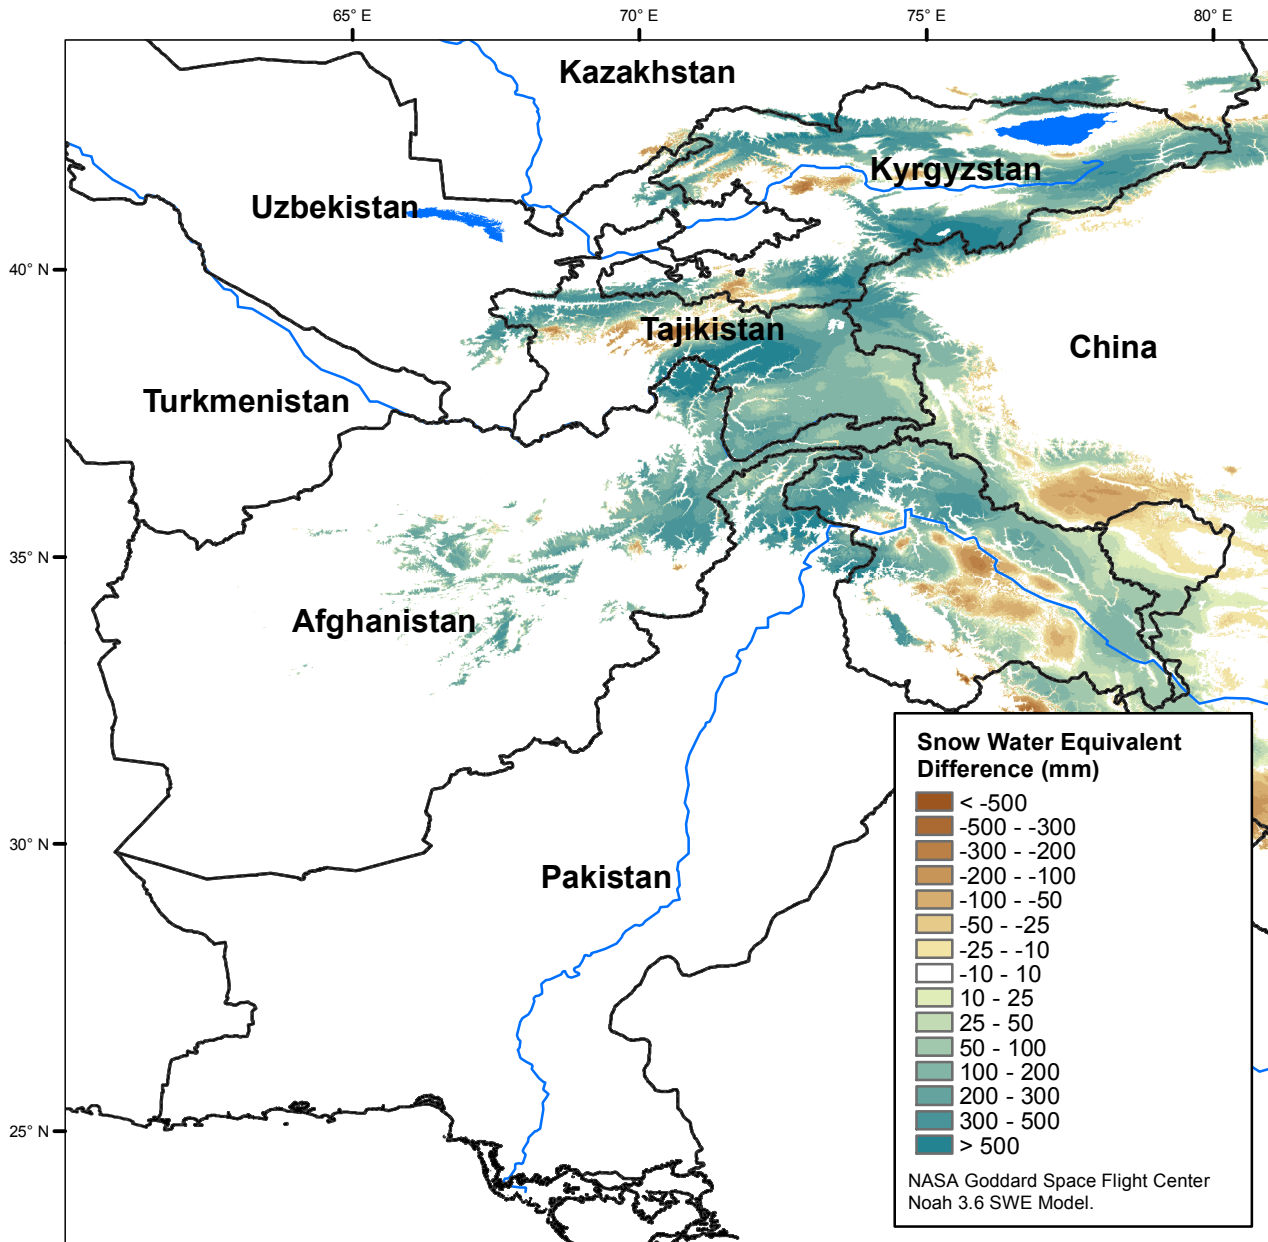 65° E
70° E
75° E
80° E
Kazakhstan
Kyrgyzstan
Uzbekistan
40° N
Tajikistan
China
Turkmenistan
35° N
Afghanistan
Snow Water Equivalent
Difference (mm)
< -500
-500 - -300
-300 - -200
-200 - -100
-100 - -50
-50 - -25
-25 - -10
-10 - 10
10 - 25
25 - 50
50 - 100
100 - 200
200 - 300
300 - 500
> 500
30° N
Pakistan
25° N
NASA Goddard Space Flight Center
Noah 3.6 SWE Model.